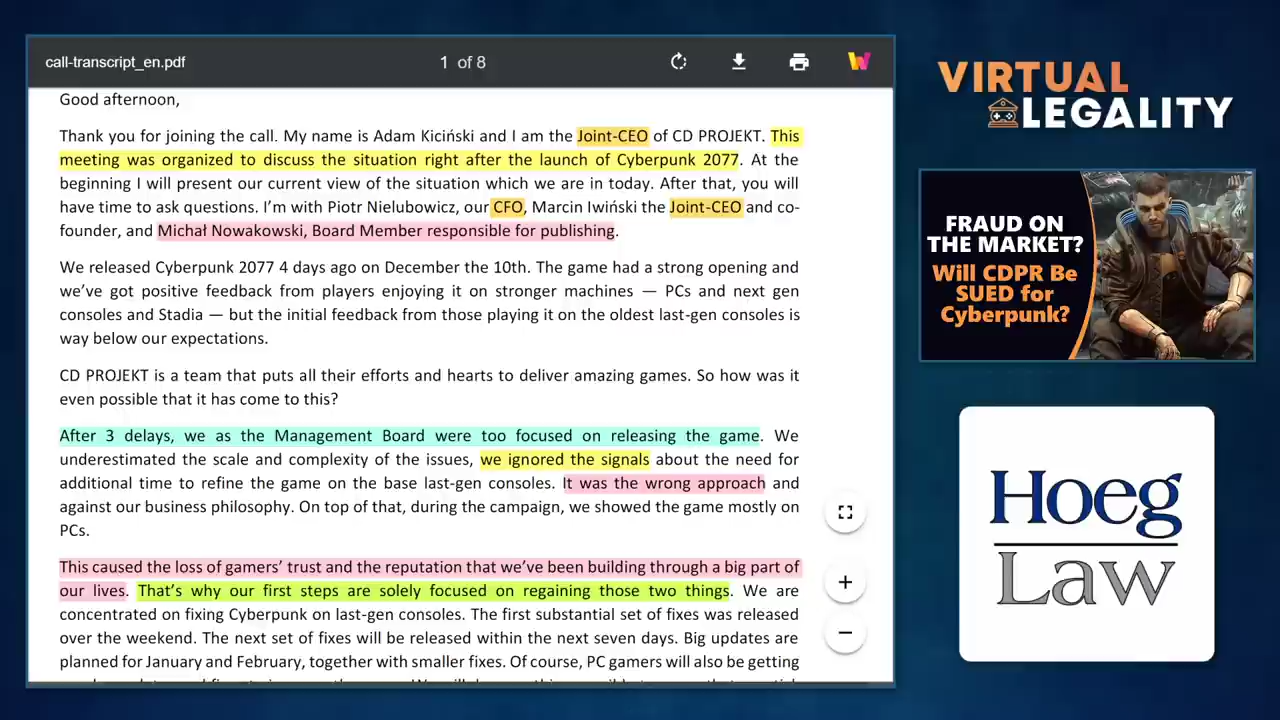 call-transcript_en.pdf
1 of 8
Good afternoon,
Thank you for joining the call. My name is Adam Kiciński and I am the Joint-CEO of CD PROJEKT. This
meeting was organized to discuss the situation right after the launch of Cyberpunk 2077. At the
beginning I will present our current view of the situation which we are in today. After that, you will
have time to ask questions. I'm with Piotr Nielubowicz, our CFO, Marcin Iwiński the Joint-CEO and co-
founder, and Michał Nowakowski, Board Member responsible for publishing.
We released Cyberpunk 2077 4 days ago on December the 10th. The game had a strong opening and
we've got positive feedback from players enjoying it on stronger machines — PCs and next gen
consoles and Stadia — but the initial feedback from those playing it on the oldest last-gen consoles is
way below our expectations.
CD PROJEKT is a team that puts all their efforts and hearts to deliver amazing games. So how was it
even possible that it has come to this?
After 3 delays, we as the Management Board were too focused on releasing the game. We
underestimated the scale and complexity of the issues, we ignored the signals about the need for
additional time to refine the game on the base last-gen consoles. It was the wrong approach and
against our business philosophy. On top of that, during the campaign, we showed the game mostly on
PCs.
This caused the loss of gamers' trust and the reputation that we've been building through a big part of
our lives. That's why our first steps are solely focused on regaining those two things. We are
concentrated on fixing Cyberpunk on last-gen consoles. The first substantial set of fixes was released
over the weekend. The next set of fixes will be released within the next seven days. Big updates are
planned for January and February, together with smaller fixes. Of course, PC gamers will also be getting
VIRTUAL
LEGALITY
FRAUD ON
THE MARKET?
Will CDPR Be
SUED for
Cyberpunk?
Hoeg
Law